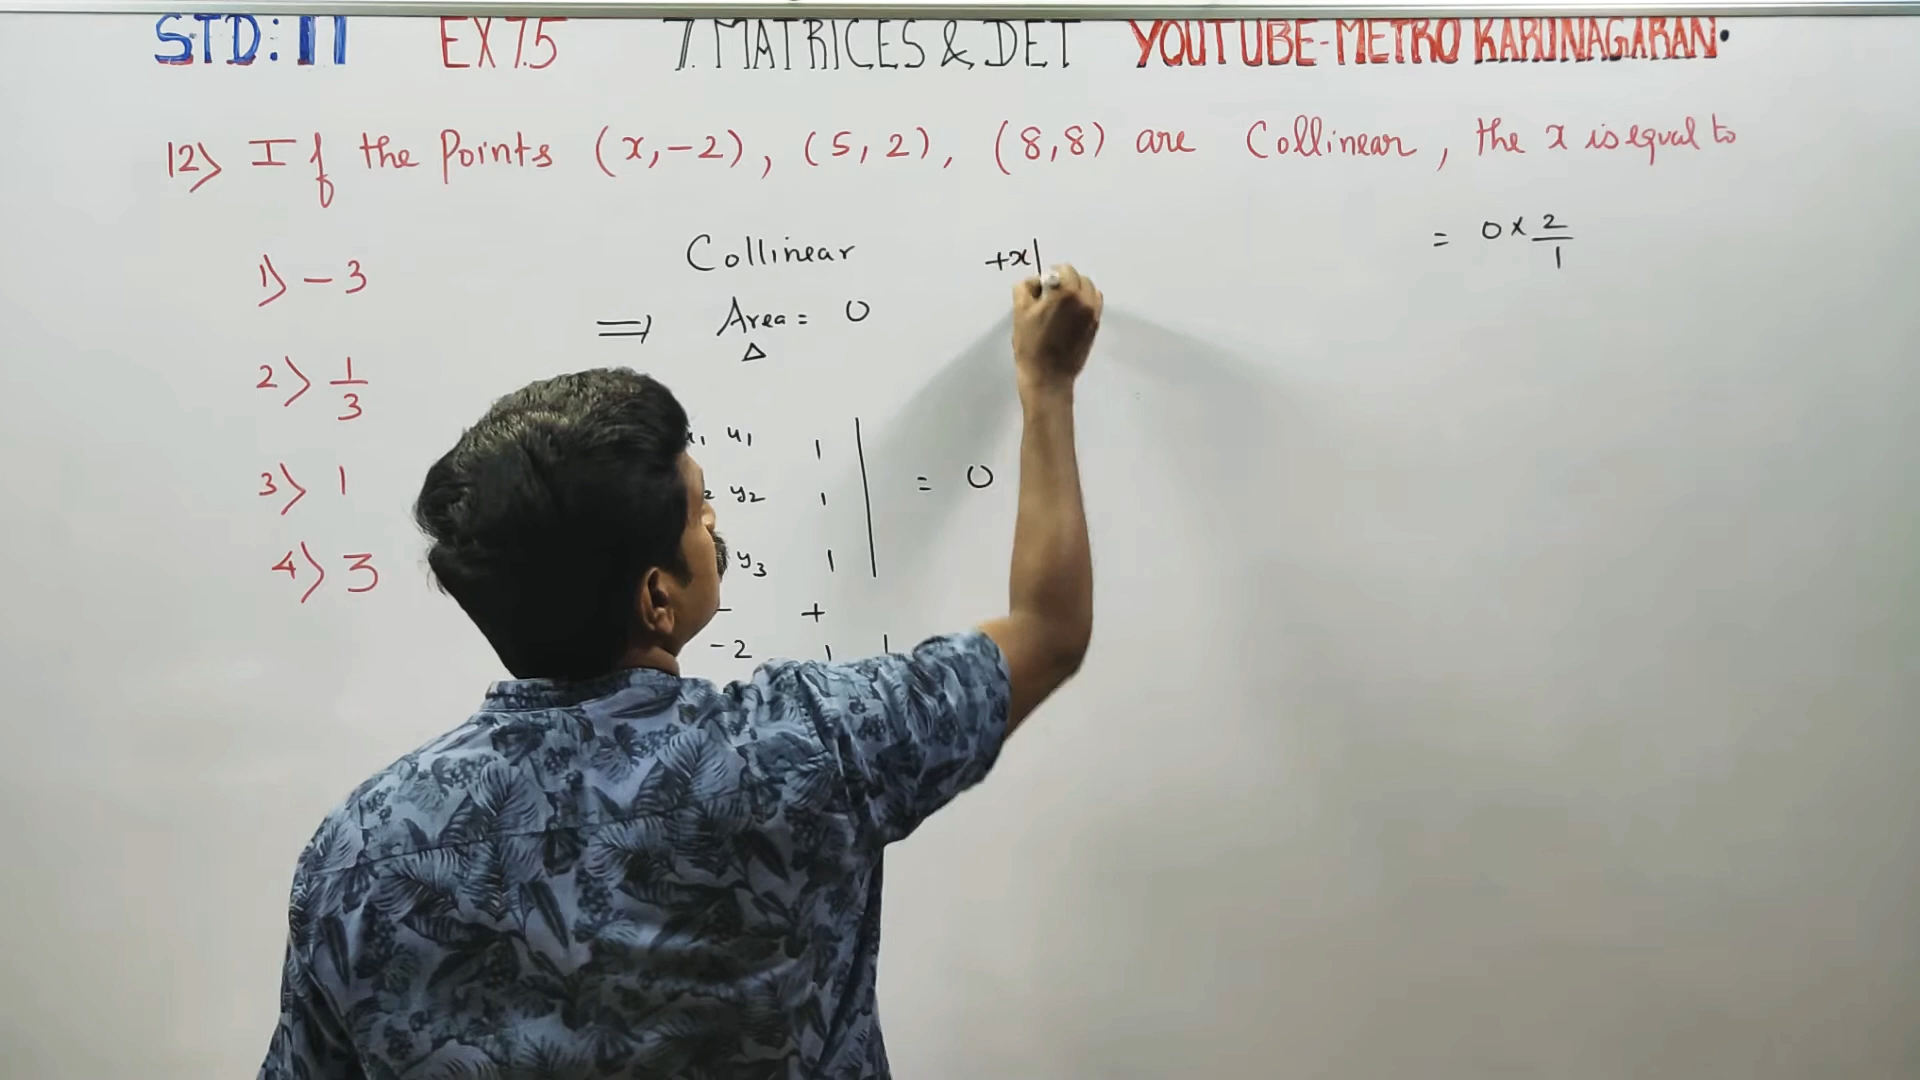 STD: 11 EX 7.5 7. MATRICES & DET YOUTUBE-METRO KARUNAGARAN.
12) If the Points (x,-2), (5,2), (8,8) are Collinear, the x is equal to
= 0 × 2/1
Collinear +x|
1) -3
⇒ Area = 0
Δ
2) 1/3
y1 1
3) 1 y2 1 = 0
4) 3 y3 1
- +
-2 1